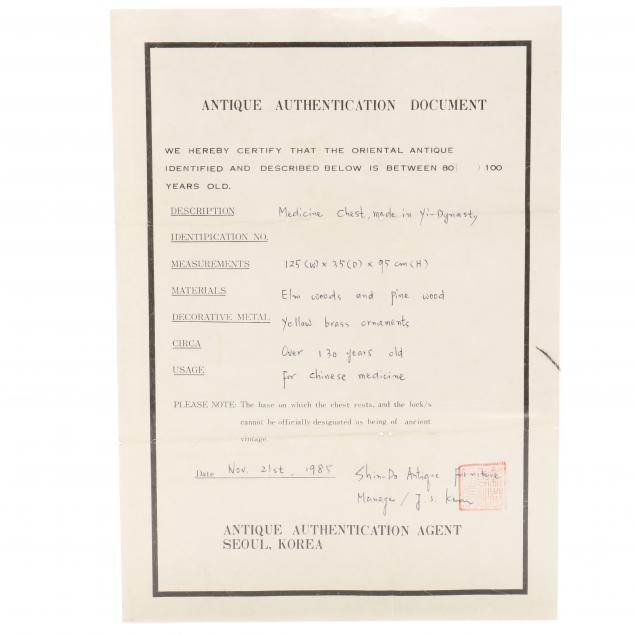 ANTIQUE AUTHENTICATION DOCUMENT
WE HEREBY CERTIFY THAT THE ORIENTAL ANTIQUE
IDENTIFIED AND DESCRIBED BELOW IS BETWEEN 80( ) 100
YEARS OLD.
DESCRIPTION Medicine Chest, made in Yi-Dynasty
IDENTIPICATION NO.
MEASUREMENTS 125(W) x 35(D) x 95 cm(H)
MATERIALS Elm woods and pine wood
DECORATIVE METAL Yellow brass ornaments
CIRCA Over 130 years old
USAGE For Chinese medicine
PLEASE NOTE: The base on which the chest rests, and the lock/s
cannot be officially designated as being of ancient
vintage.
Date Nov. 21st, 1985 Shin-Do Antique Furniture
Manager / J. S. Kwon
ANTIQUE AUTHENTICATION AGENT
SEOUL, KOREA